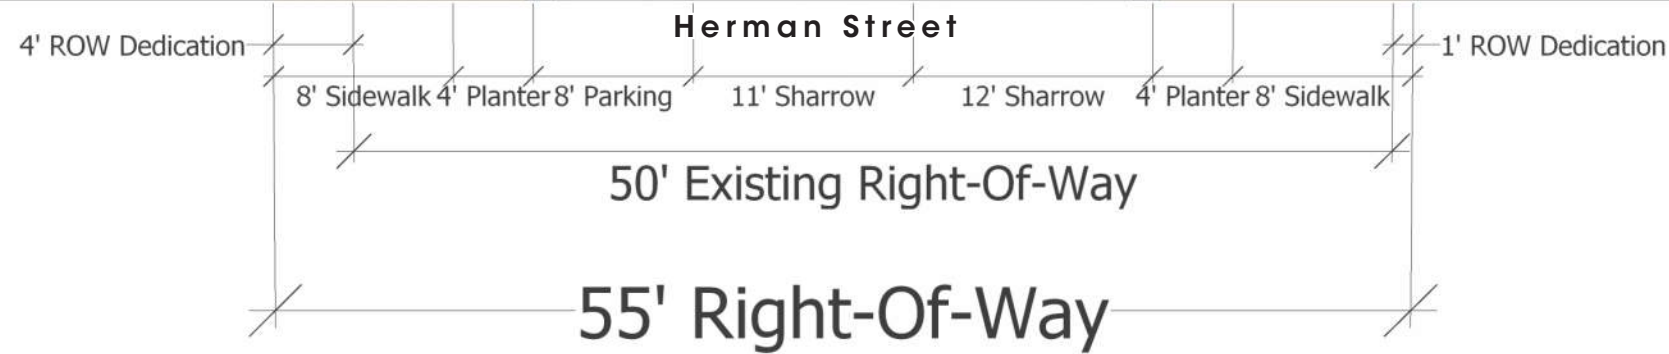 Herman Street
4' ROW Dedication
1' ROW Dedication
8' Sidewalk 4' Planter 8' Parking 11' Sharrow 12' Sharrow 4' Planter 8' Sidewalk
50' Existing Right-Of-Way
55' Right-Of-Way